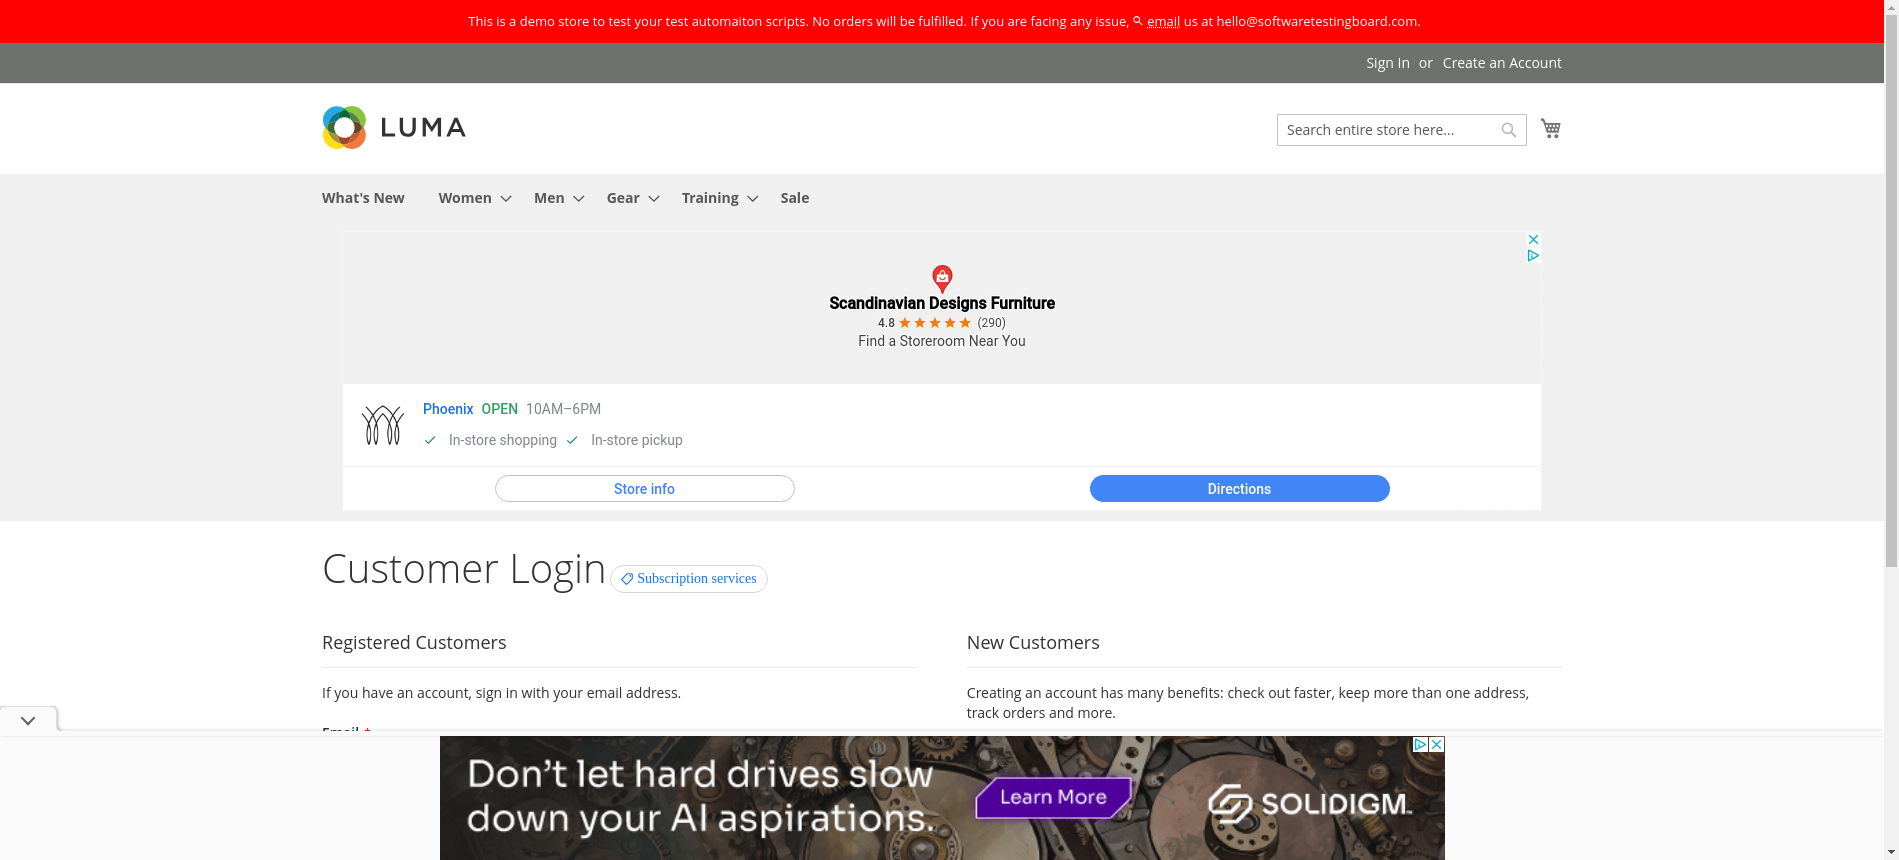 This is a demo store to test your test automaiton scripts. No orders will be fulfilled. If you are facing any issue, email us at hello@softwaretestingboard.com.
Sign In or Create an Account
LUMA
Search entire store here...
What's New Women Men Gear Training Sale
Scandinavian Designs Furniture
4.8 (290)
Find a Storeroom Near You
Phoenix OPEN 10AM–6PM
In-store shopping In-store pickup
Store info Directions
Customer Login Subscription services
Registered Customers
If you have an account, sign in with your email address.
Email *
New Customers
Creating an account has many benefits: check out faster, keep more than one address,
track orders and more.
Don't let hard drives slow
down your AI aspirations.
Learn More
SOLIDIGM